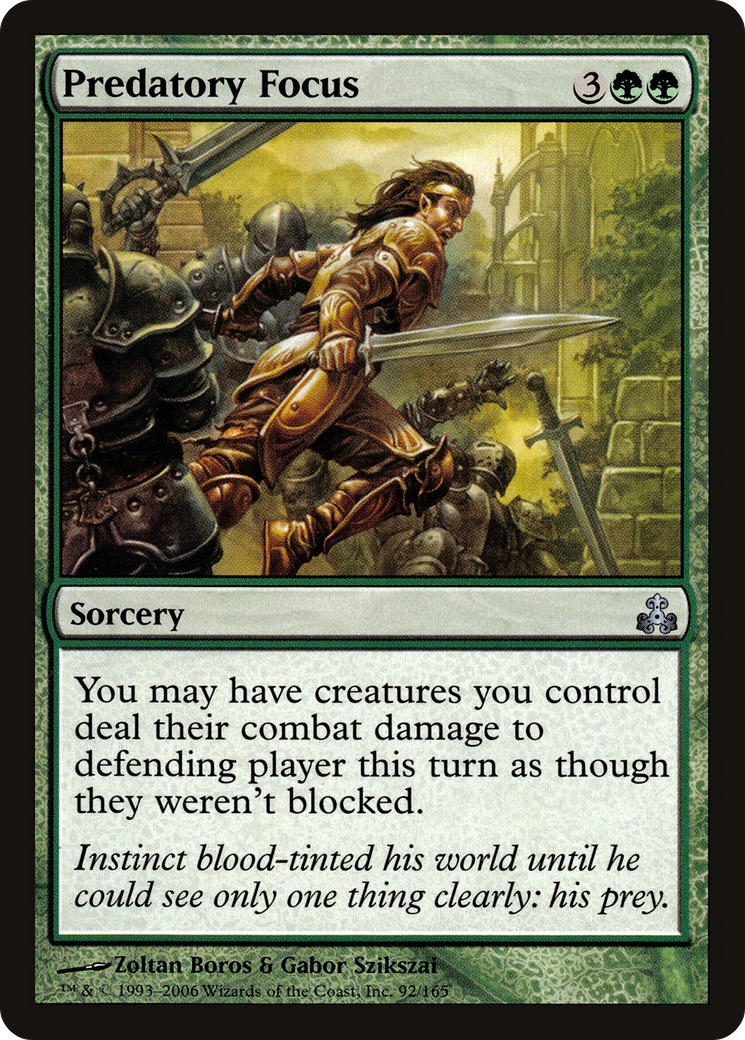 Predatory Focus 3
Sorcery
You may have creatures you control
deal their combat damage to
defending player this turn as though
they weren't blocked.
Instinct blood-tinted his world until he
could see only one thing clearly: his prey.
Zoltan Boros & Gabor Szikszai
™ & © 1993–2006 Wizards of the Coast, Inc. 92/165